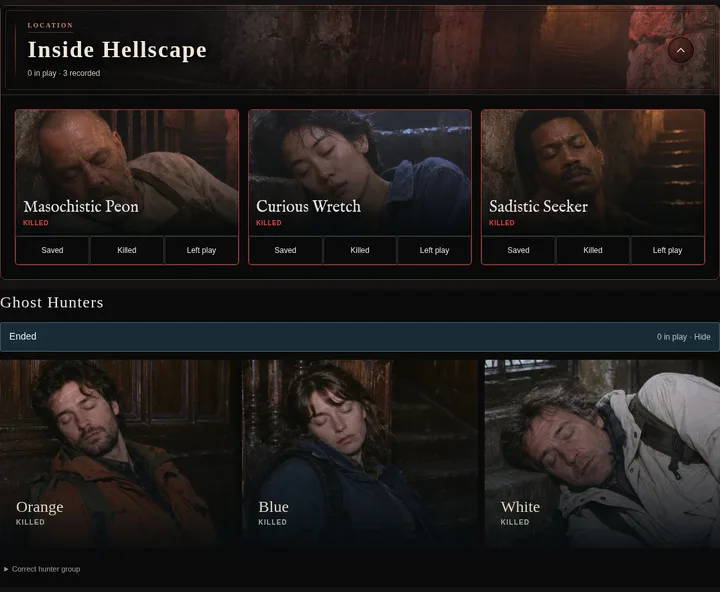 LOCATION
Inside Hellscape
0 in play · 3 recorded
Masochistic Peon
KILLED
Saved
Killed
Left play
Curious Wretch
KILLED
Saved
Killed
Left play
Sadistic Seeker
KILLED
Saved
Killed
Left play
Ghost Hunters
Ended
0 in play · Hide
Orange
KILLED
Blue
KILLED
White
KILLED
▶ Correct hunter group